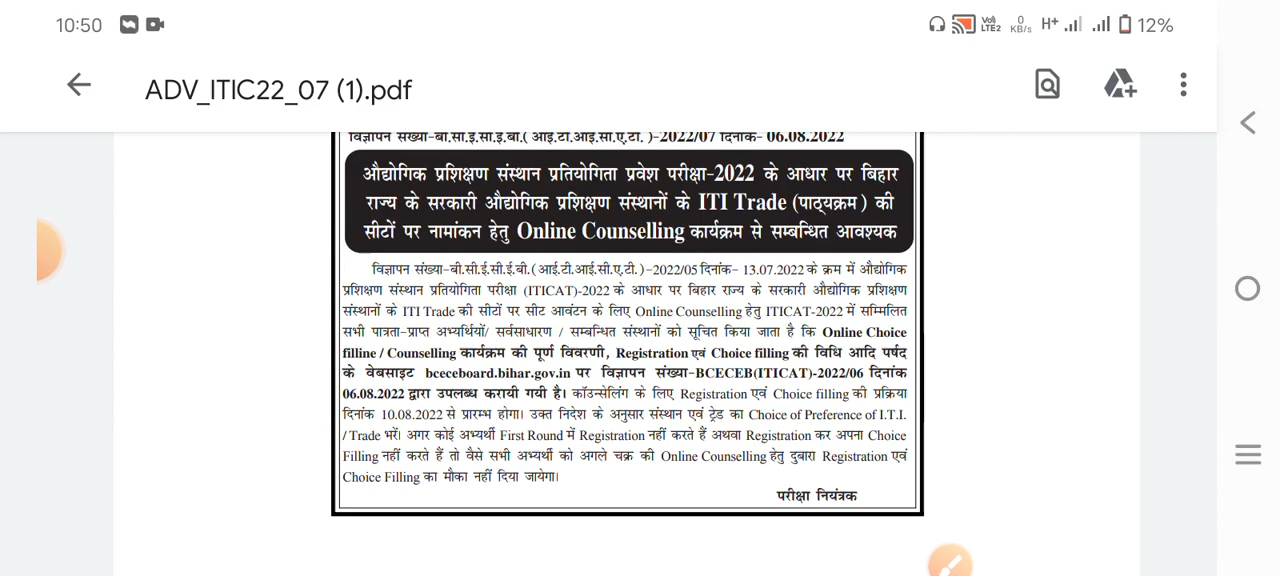 10:50
Vo) LTE2 0 KB/s H+ 12%
ADV_ITIC22_07 (1).pdf
विज्ञापन संख्या-बी.सी.ई.सी.ई.बी.( आई.टी.आई.सी.ए.टी. )-2022/07 दिनांक- 06.08.2022
औद्योगिक प्रशिक्षण संस्थान प्रतियोगिता प्रवेश परीक्षा-2022 के आधार पर बिहार
राज्य के सरकारी औद्योगिक प्रशिक्षण संस्थानों के ITI Trade (पाठ्यक्रम) की
सीटों पर नामांकन हेतु Online Counselling कार्यक्रम से सम्बन्धित आवश्यक
विज्ञापन संख्या-बी.सी.ई.सी.ई.बी.(आई.टी.आई.सी.ए.टी.)-2022/05 दिनांक- 13.07.2022 के क्रम में औद्योगिक
प्रशिक्षण संस्थान प्रतियोगिता परीक्षा (ITICAT)-2022 के आधार पर बिहार राज्य के सरकारी औद्योगिक प्रशिक्षण
संस्थानों के ITI Trade की सीटों पर सीट आवंटन के लिए Online Counselling हेतु ITICAT-2022 में सम्मिलित
सभी पात्रता-प्राप्त अभ्यर्थियों/ सर्वसाधारण / सम्बन्धित संस्थानों को सूचित किया जाता है कि Online Choice
filline / Counselling कार्यक्रम की पूर्ण विवरणी, Registration एवं Choice filling की विधि आदि पर्षद
के वेबसाइट bceceboard.bihar.gov.in पर विज्ञापन संख्या-BCECEB(ITICAT)-2022/06 दिनांक
06.08.2022 द्वारा उपलब्ध करायी गयी है। कॉउन्सेलिंग के लिए Registration एवं Choice filling की प्रक्रिया
दिनांक 10.08.2022 से प्रारम्भ होगा। उक्त निदेश के अनुसार संस्थान एवं ट्रेड का Choice of Preference of I.T.I.
/ Trade भरें। अगर कोई अभ्यर्थी First Round में Registration नहीं करते हैं अथवा Registration कर अपना Choice
Filling नहीं करते हैं तो वैसे सभी अभ्यर्थी को अगले चक्र की Online Counselling हेतु दुबारा Registration एवं
Choice Filling का मौका नहीं दिया जायेगा।
परीक्षा नियंत्रक